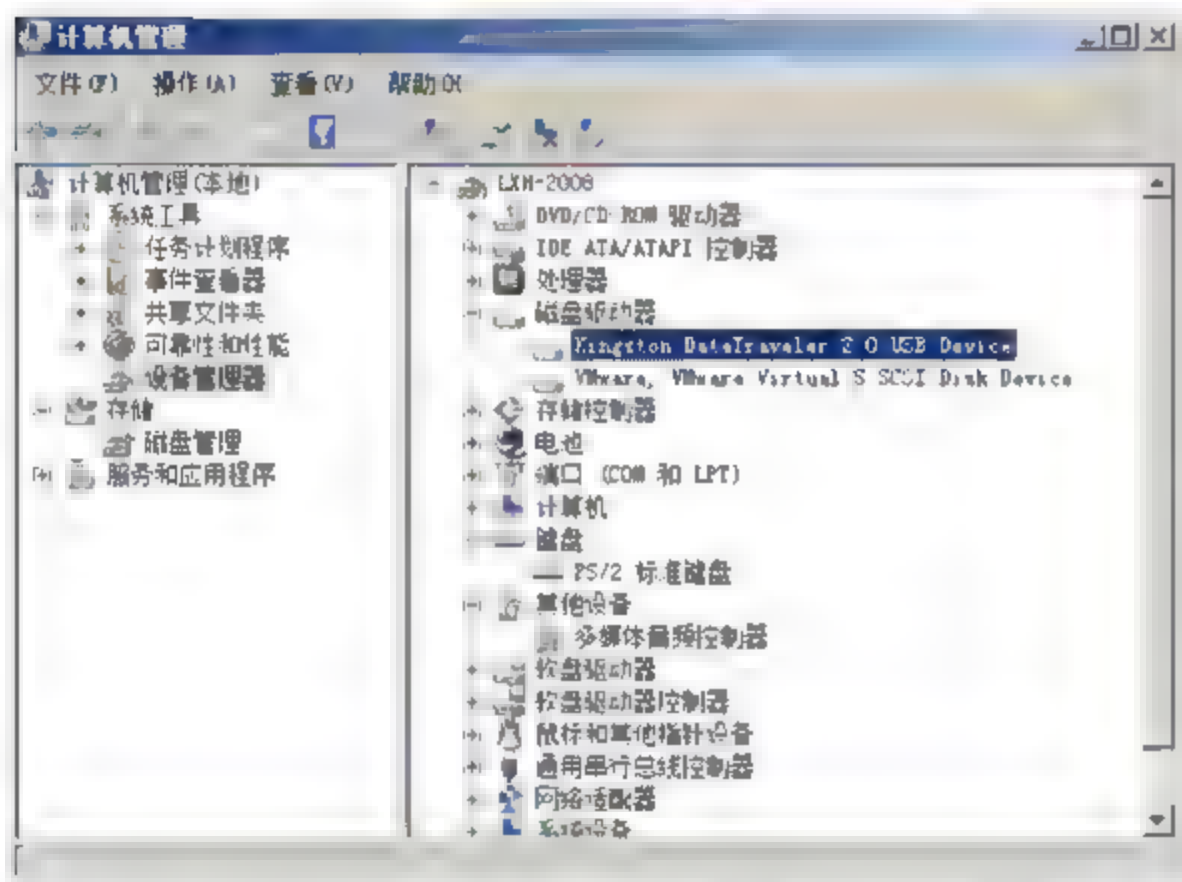 计算机管理
文件(F) 操作(A) 查看(V) 帮助(H)
计算机管理(本地)
系统工具
任务计划程序
事件查看器
共享文件夹
可靠性和性能
设备管理器
存储
磁盘管理
服务和应用程序
LXH-2008
DVD/CD-ROM 驱动器
IDE ATA/ATAPI 控制器
处理器
磁盘驱动器
Kingston DataTraveler 2.0 USB Device
VMware, VMware Virtual S SCSI Disk Device
存储控制器
电池
端口 (COM 和 LPT)
计算机
键盘
PS/2 标准键盘
其他设备
多媒体音频控制器
软盘驱动器
软盘驱动器控制器
鼠标和其他指针设备
通用串行总线控制器
网络适配器
系统设备